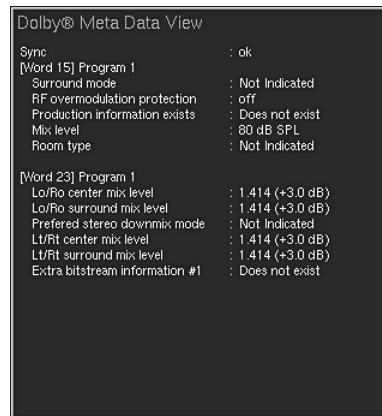 Dolby® Meta Data View
Sync : ok
[Word 15] Program 1
Surround mode : Not Indicated
RF overmodulation protection : off
Production information exists : Does not exist
Mix level : 80 dB SPL
Room type : Not Indicated
[Word 23] Program 1
Lo/Ro center mix level : 1.414 (+3.0 dB)
Lo/Ro surround mix level : 1.414 (+3.0 dB)
Prefered stereo downmix mode : Not Indicated
Lt/Rt center mix level : 1.414 (+3.0 dB)
Lt/Rt surround mix level : 1.414 (+3.0 dB)
Extra bitstream information #1 : Does not exist